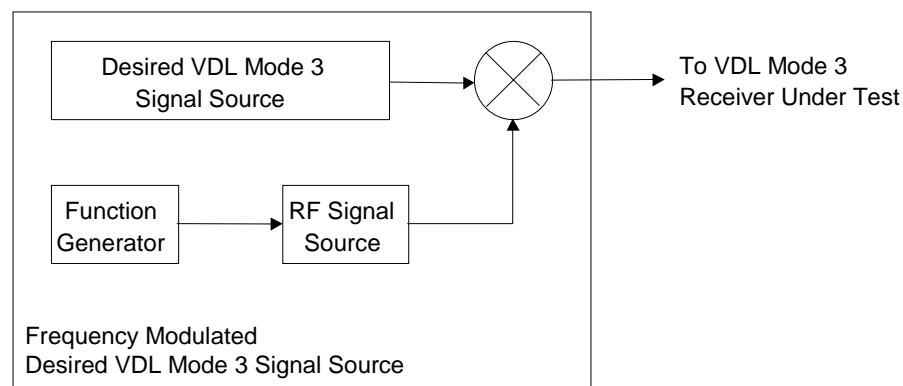 Desired VDL Mode 3
Signal Source
To VDL Mode 3
Receiver Under Test
Function
Generator
RF Signal
Source
Frequency Modulated
Desired VDL Mode 3 Signal Source